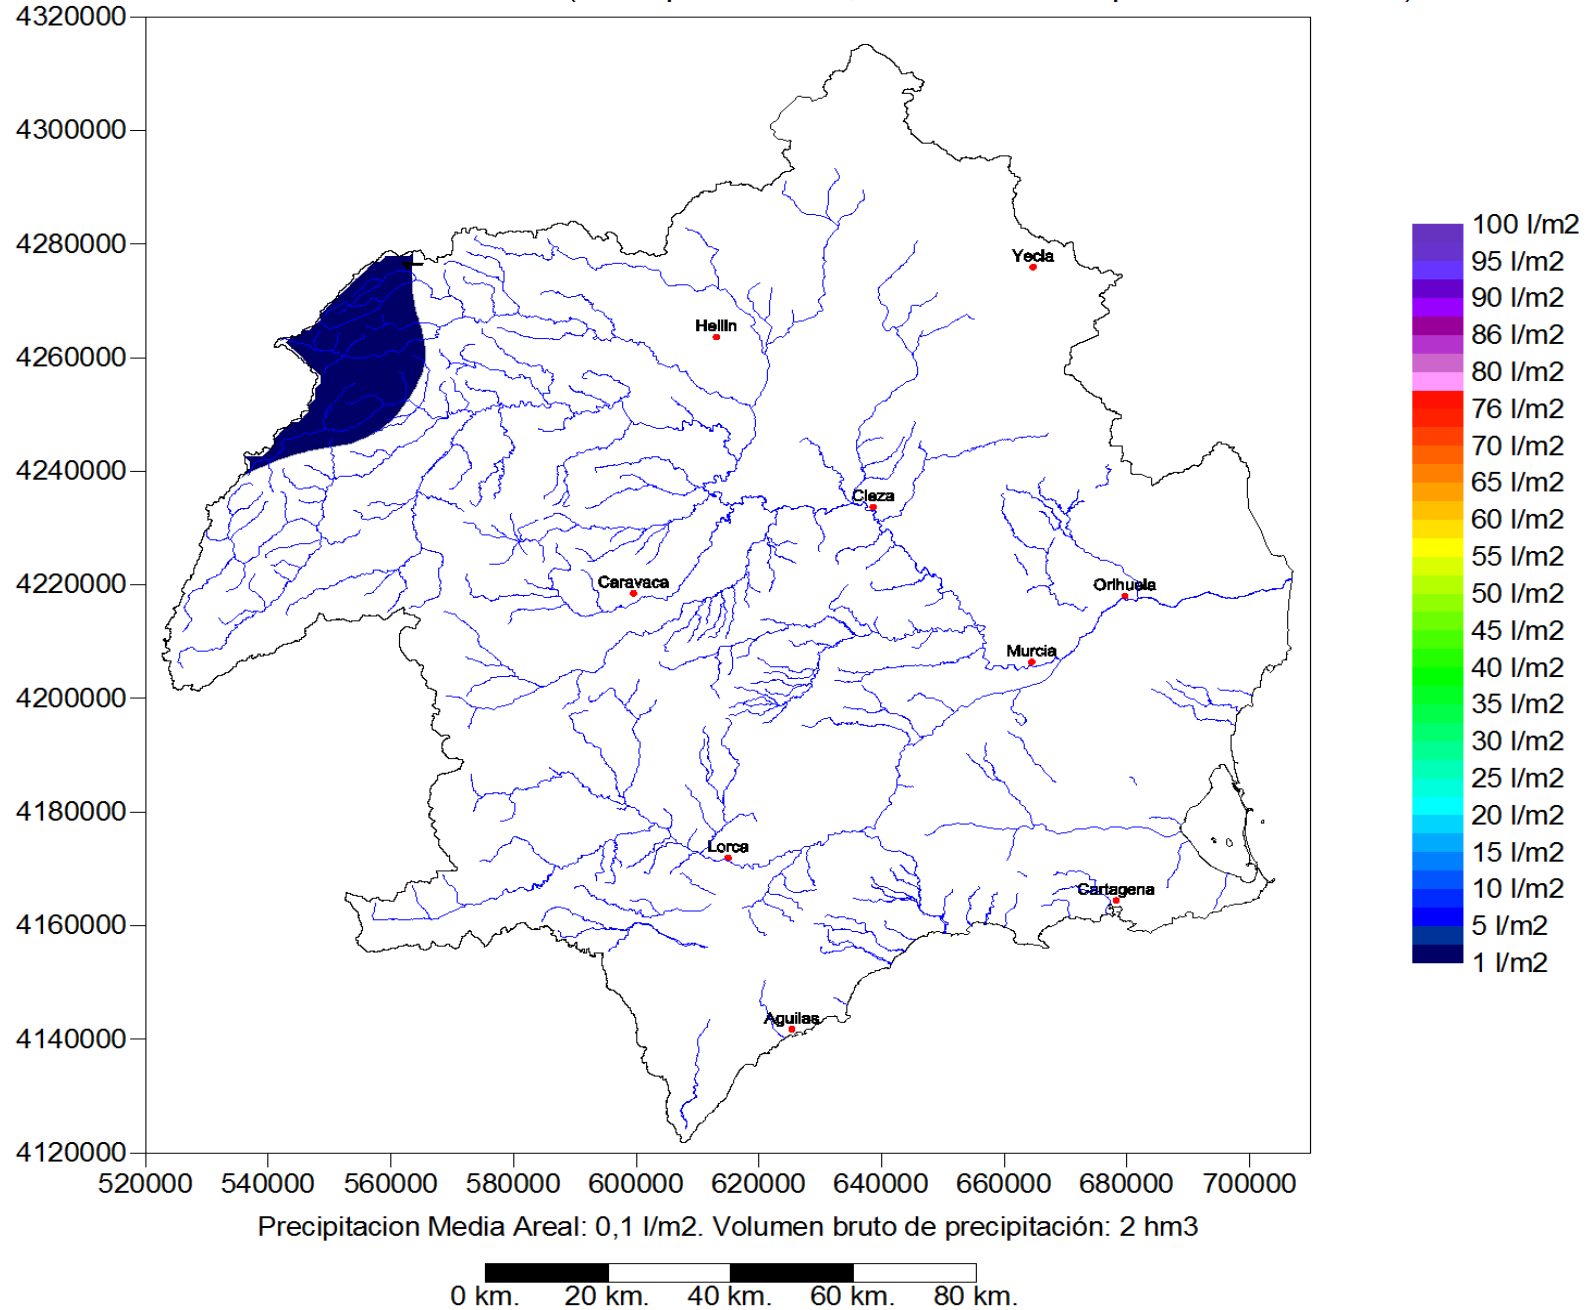 4320000
4300000
4280000
4260000
4240000
4220000
4200000
4180000
4160000
4140000
4120000
520000 540000 560000 580000 600000 620000 640000 660000 680000 700000
Yecla
Hellin
Cieza
Caravaca
Orihuela
Murcia
Lorca
Cartagena
Aguilas
100 l/m2
95 l/m2
90 l/m2
86 l/m2
80 l/m2
76 l/m2
70 l/m2
65 l/m2
60 l/m2
55 l/m2
50 l/m2
45 l/m2
40 l/m2
35 l/m2
30 l/m2
25 l/m2
20 l/m2
15 l/m2
10 l/m2
5 l/m2
1 l/m2
Precipitacion Media Areal: 0,1 l/m2. Volumen bruto de precipitación: 2 hm3
0 km. 20 km. 40 km. 60 km. 80 km.